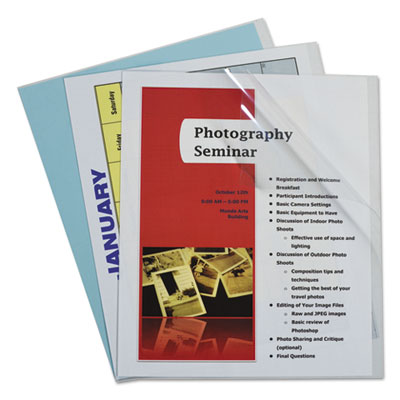 Photography
Seminar
October 12th
9:00 AM – 5:00 PM
Mondo Arts
Building
• Registration and Welcome
Breakfast
• Participant Introductions
• Basic Camera Settings
• Basic Equipment to Have
• Discussion of Indoor Photo
Shoots
o Effective use of space and
lighting
• Discussion of Outdoor Photo
Shoots
o Composition tips and
techniques
o Getting the best of your
travel photos
• Editing of Your Image Files
o Raw and JPEG images
o Basic review of
Photoshop
• Photo Sharing and Critique
(optional)
• Final Questions
JANUARY
Friday
Saturday